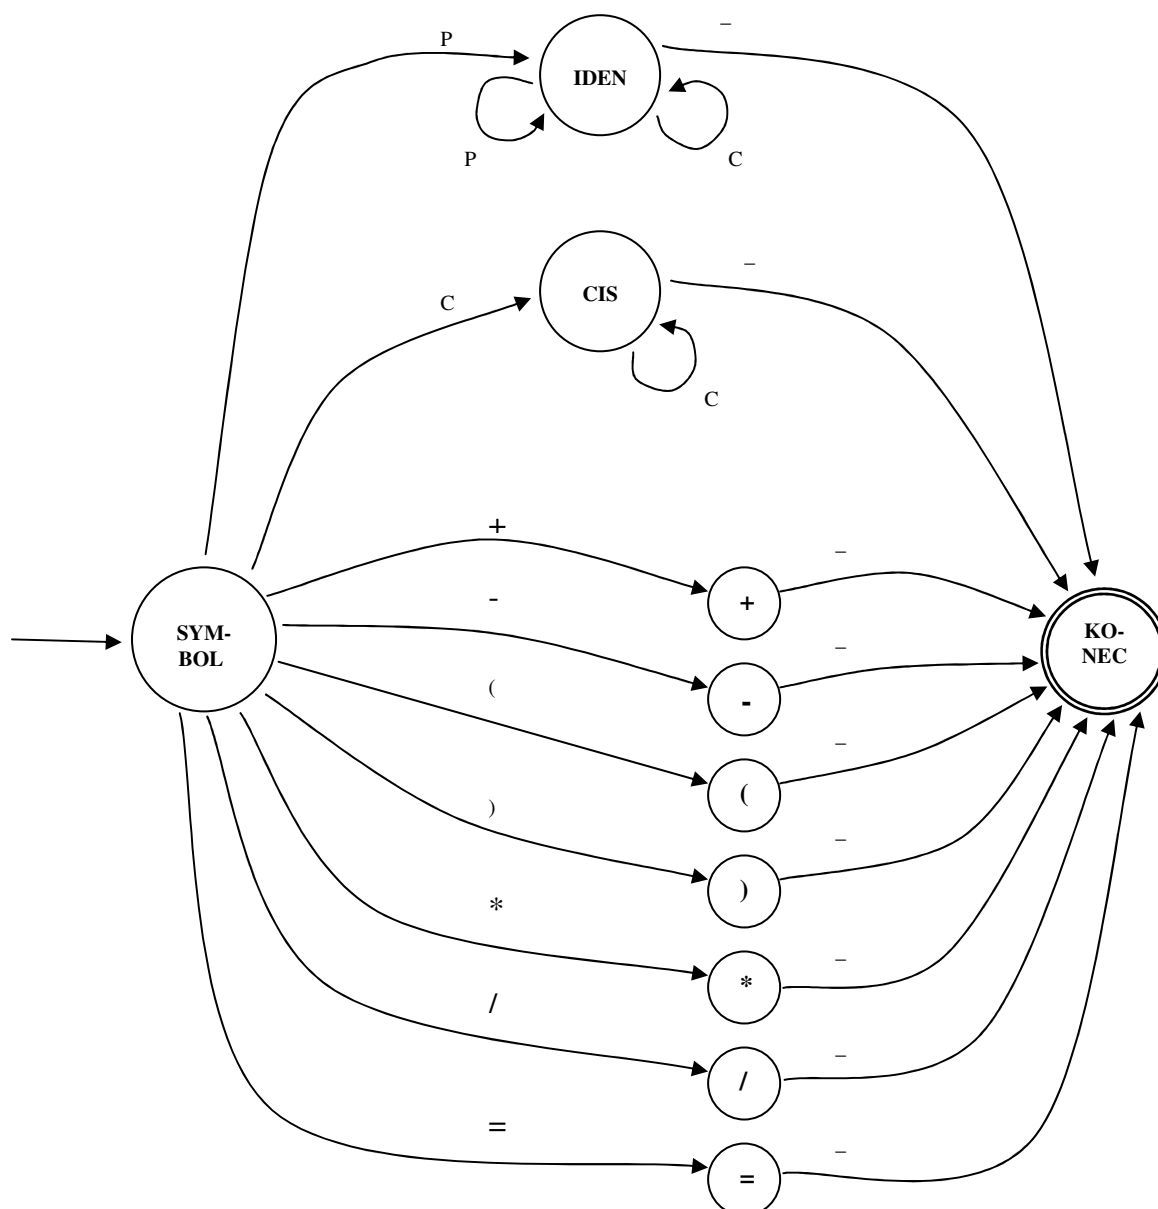 –
P
IDEN
P
C
–
C
CIS
C
+
–
+
-
SYM-
BOL
KO-
NEC
–
-
(
–
(
)
–
)
*
–
*
/
–
/
=
–
=